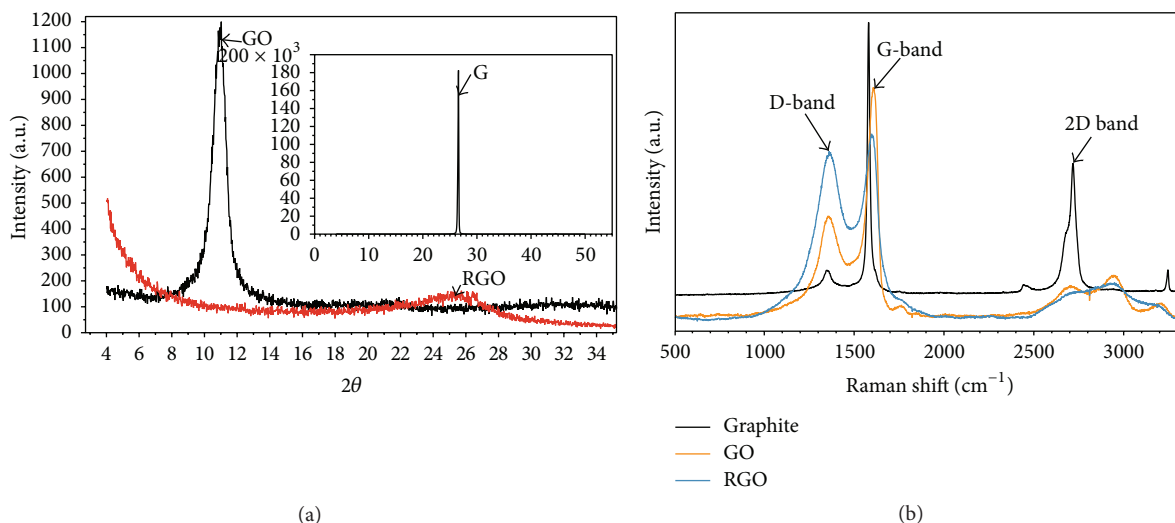 1200
1100
1000
900
800
700
600
500
400
300
200
100
0
Intensity (a.u.)
GO
200 × 10³
180
160
140
120
100
80
60
40
20
0
G
0 10 20 30 40 50
RGO
4 6 8 10 12 14 16 18 20 22 24 26 28 30 32 34
2θ
(a)
Intensity (a.u.)
D-band
G-band
2D band
500 1000 1500 2000 2500 3000
Raman shift (cm⁻¹)
Graphite
GO
RGO
(b)